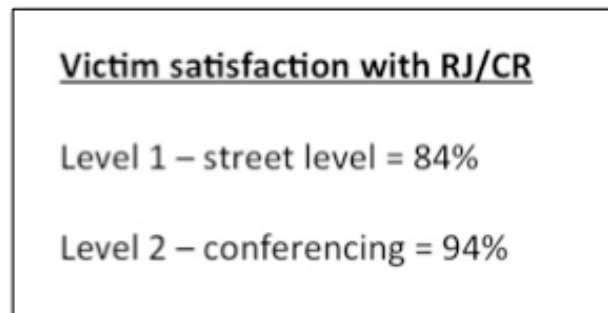 Victim satisfaction with RJ/CR
Level 1 – street level = 84%
Level 2 – conferencing = 94%